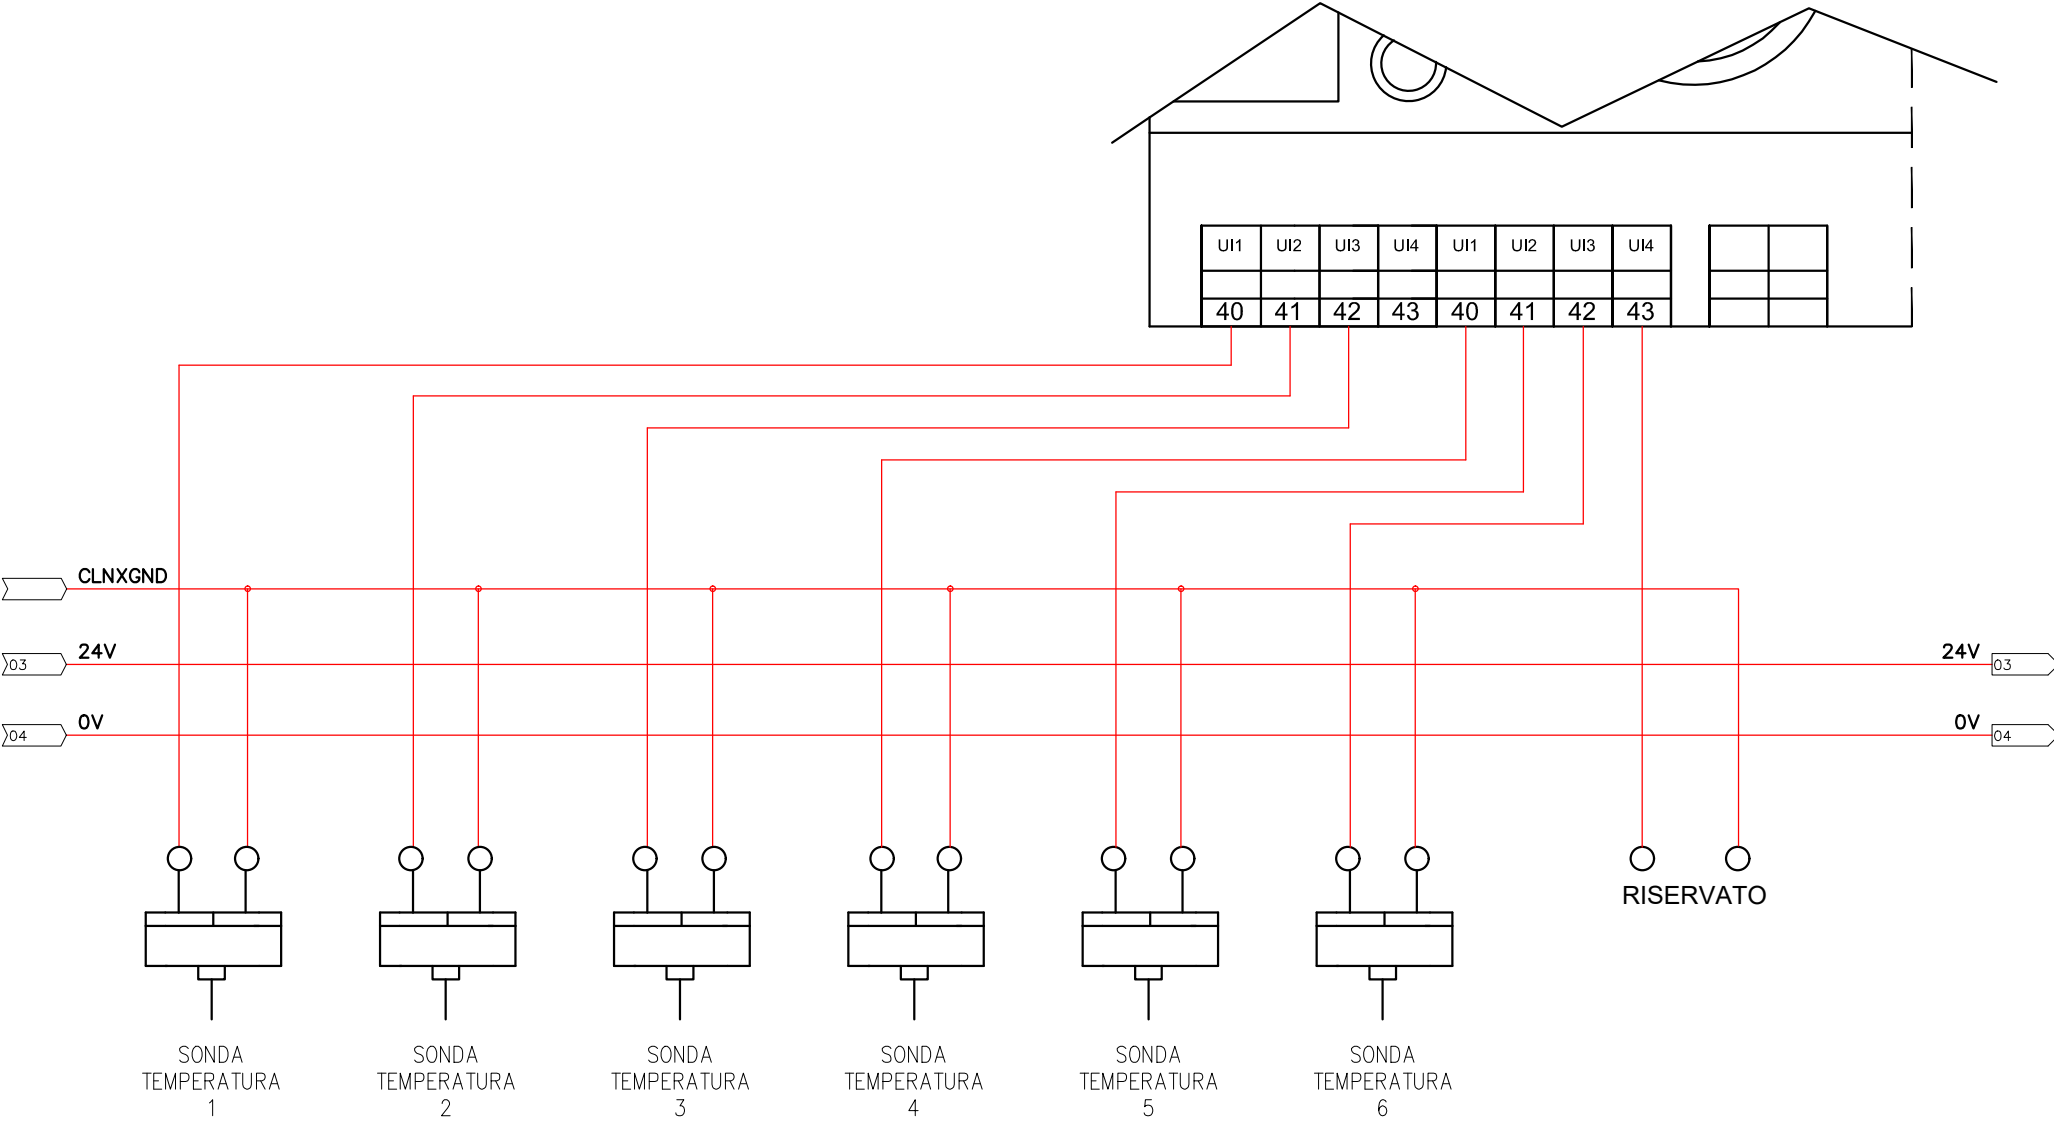 UI1 UI2 UI3 UI4 UI1 UI2 UI3 UI4
40 41 42 43 40 41 42 43
CLNXGND
24V 24V
03 03
0V 0V
04 04
RISERVATO
SONDA SONDA SONDA SONDA SONDA SONDA
TEMPERATURA TEMPERATURA TEMPERATURA TEMPERATURA TEMPERATURA TEMPERATURA
1 2 3 4 5 6